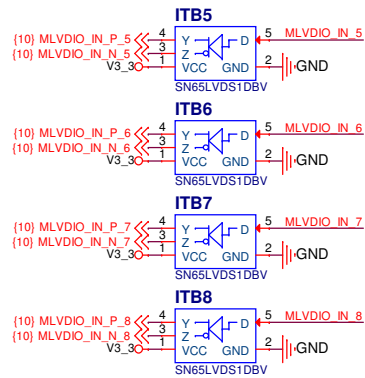 ITB5
{10} MLVDIO_IN_P_5 4 Y D 5 MLVDIO_IN_5
{10} MLVDIO_IN_N_5 3 Z
V3_3 1 VCC GND 2 GND
SN65LVDS1DBV
ITB6
{10} MLVDIO_IN_P_6 4 Y D 5 MLVDIO_IN_6
{10} MLVDIO_IN_N_6 3 Z
V3_3 1 VCC GND 2 GND
SN65LVDS1DBV
ITB7
{10} MLVDIO_IN_P_7 4 Y D 5 MLVDIO_IN_7
{10} MLVDIO_IN_N_7 3 Z
V3_3 1 VCC GND 2 GND
SN65LVDS1DBV
ITB8
{10} MLVDIO_IN_P_8 4 Y D 5 MLVDIO_IN_8
{10} MLVDIO_IN_N_8 3 Z
V3_3 1 VCC GND 2 GND
SN65LVDS1DBV